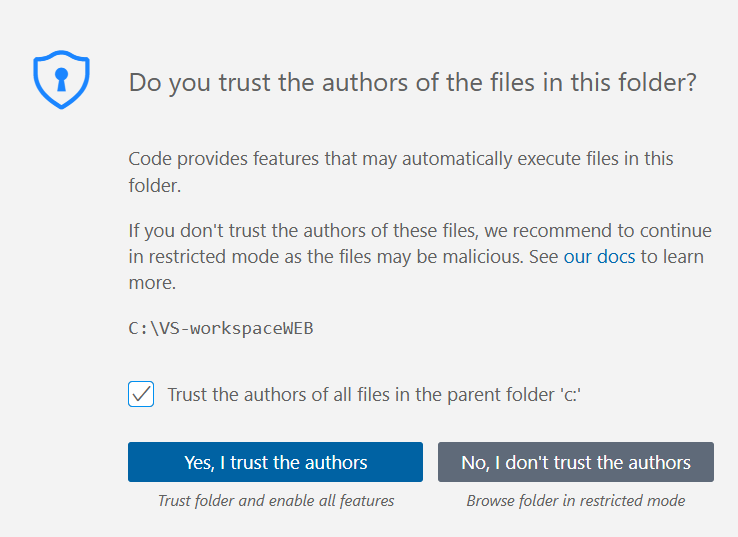 Do you trust the authors of the files in this folder?
Code provides features that may automatically execute files in this
folder.
If you don't trust the authors of these files, we recommend to continue
in restricted mode as the files may be malicious. See our docs to learn
more.
C:\VS-workspaceWEB
Trust the authors of all files in the parent folder 'c:'
Yes, I trust the authors
No, I don't trust the authors
Trust folder and enable all features
Browse folder in restricted mode